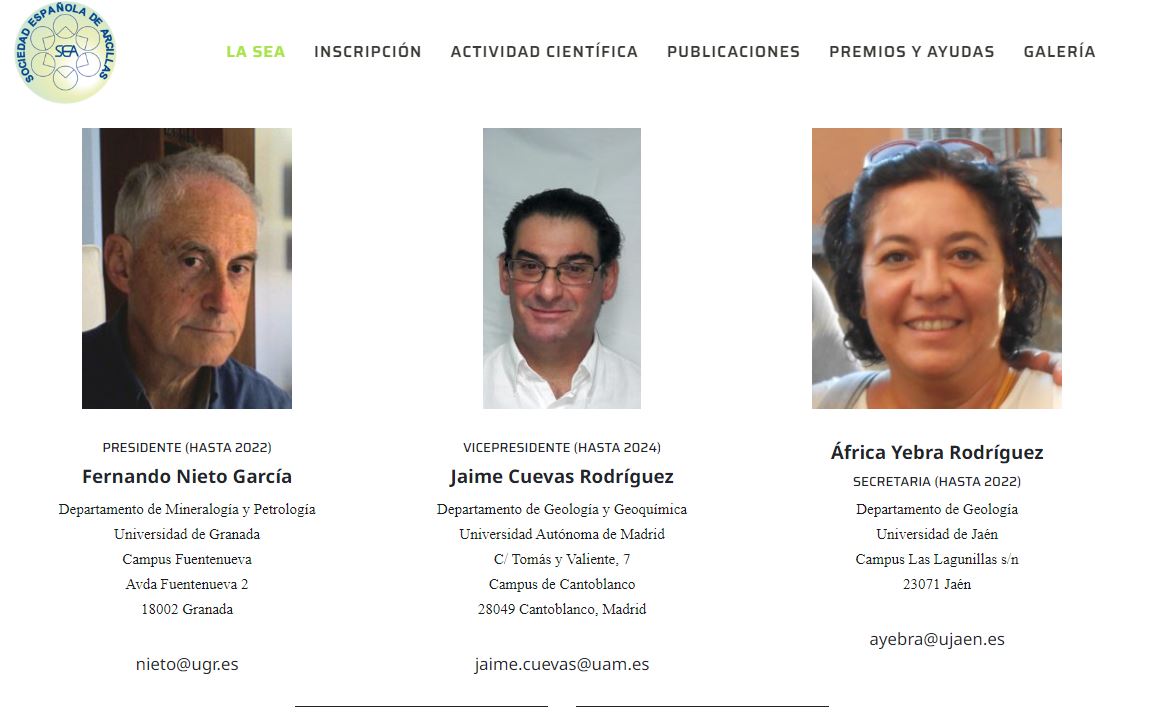 SOCIEDAD ESPAÑOLA DE ARCILLAS
SEA
LA SEA INSCRIPCIÓN ACTIVIDAD CIENTÍFICA PUBLICACIONES PREMIOS Y AYUDAS GALERÍA
PRESIDENTE (HASTA 2022)
Fernando Nieto García
Departamento de Mineralogía y Petrología
Universidad de Granada
Campus Fuentenueva
Avda Fuentenueva 2
18002 Granada
nieto@ugr.es
VICEPRESIDENTE (HASTA 2024)
Jaime Cuevas Rodríguez
Departamento de Geología y Geoquímica
Universidad Autónoma de Madrid
C/ Tomás y Valiente, 7
Campus de Cantoblanco
28049 Cantoblanco, Madrid
jaime.cuevas@uam.es
África Yebra Rodríguez
SECRETARIA (HASTA 2022)
Departamento de Geología
Universidad de Jaén
Campus Las Lagunillas s/n
23071 Jaén
ayebra@ujaen.es